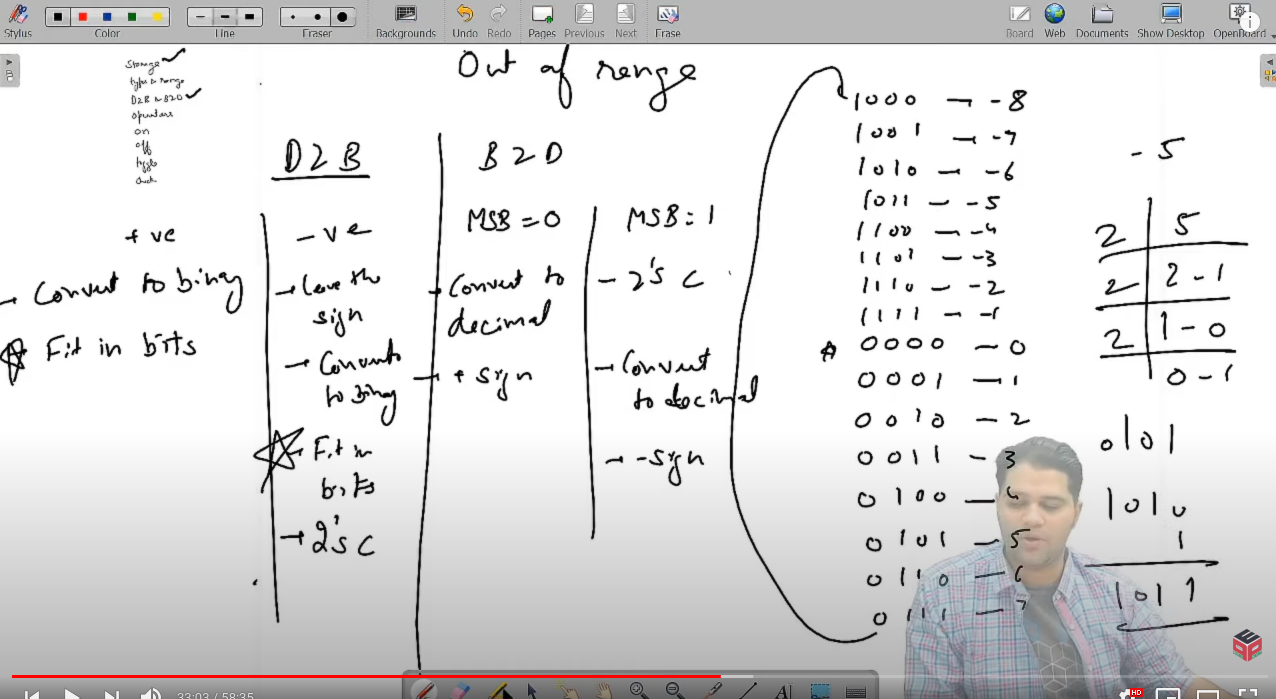 Stylus
Color
Line
Eraser
Backgrounds
Undo
Redo
Pages
Previous
Next
Erase
Board
Web
Documents
Show Desktop
OpenBoard
Storage
types & range
D2B & B2D
operators
on
off
toggle
Out of range
D2B
+ve
→ Convert to binary
Fit in bits
-ve
→ Leave the
sign
→ Convert to
binary
→ Fit in
bits
→ 2's C
B2D
MSB = 0
→ Convert to
decimal
→ + sign
MSB = 1
- 2's C
→ Convert
to decimal
→ - sign
1000 → -8
1001 → -7
1010 → -6
1011 — -5
1100 — -4
1101 — -3
1110 — -2
1111 — -1
0000 — 0
0001 — 1
0010 — 2
0011 — 3
0100 — 4
0101 — 5
0110 — 6
0111 — 7
-5
2 | 5
2 | 2 - 1
2 | 1 - 0
0 - 1
0101
1010
1
1011
33:03 / 58:35
HD